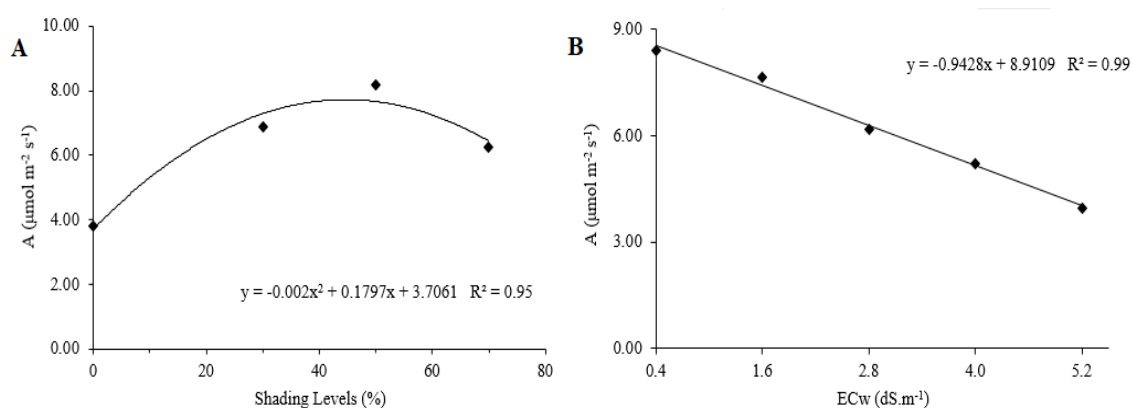 A
A (μmol m⁻² s⁻¹)
10.00
8.00
6.00
4.00
2.00
0.00
y = -0.002x² + 0.1797x + 3.7061 R² = 0.95
0 20 40 60 80
Shading Levels (%)
B
A (μmol m⁻² s⁻¹)
9.00
6.00
3.00
0.00
y = -0.9428x + 8.9109 R² = 0.99
0.4 1.6 2.8 4.0 5.2
ECw (dS.m⁻¹)